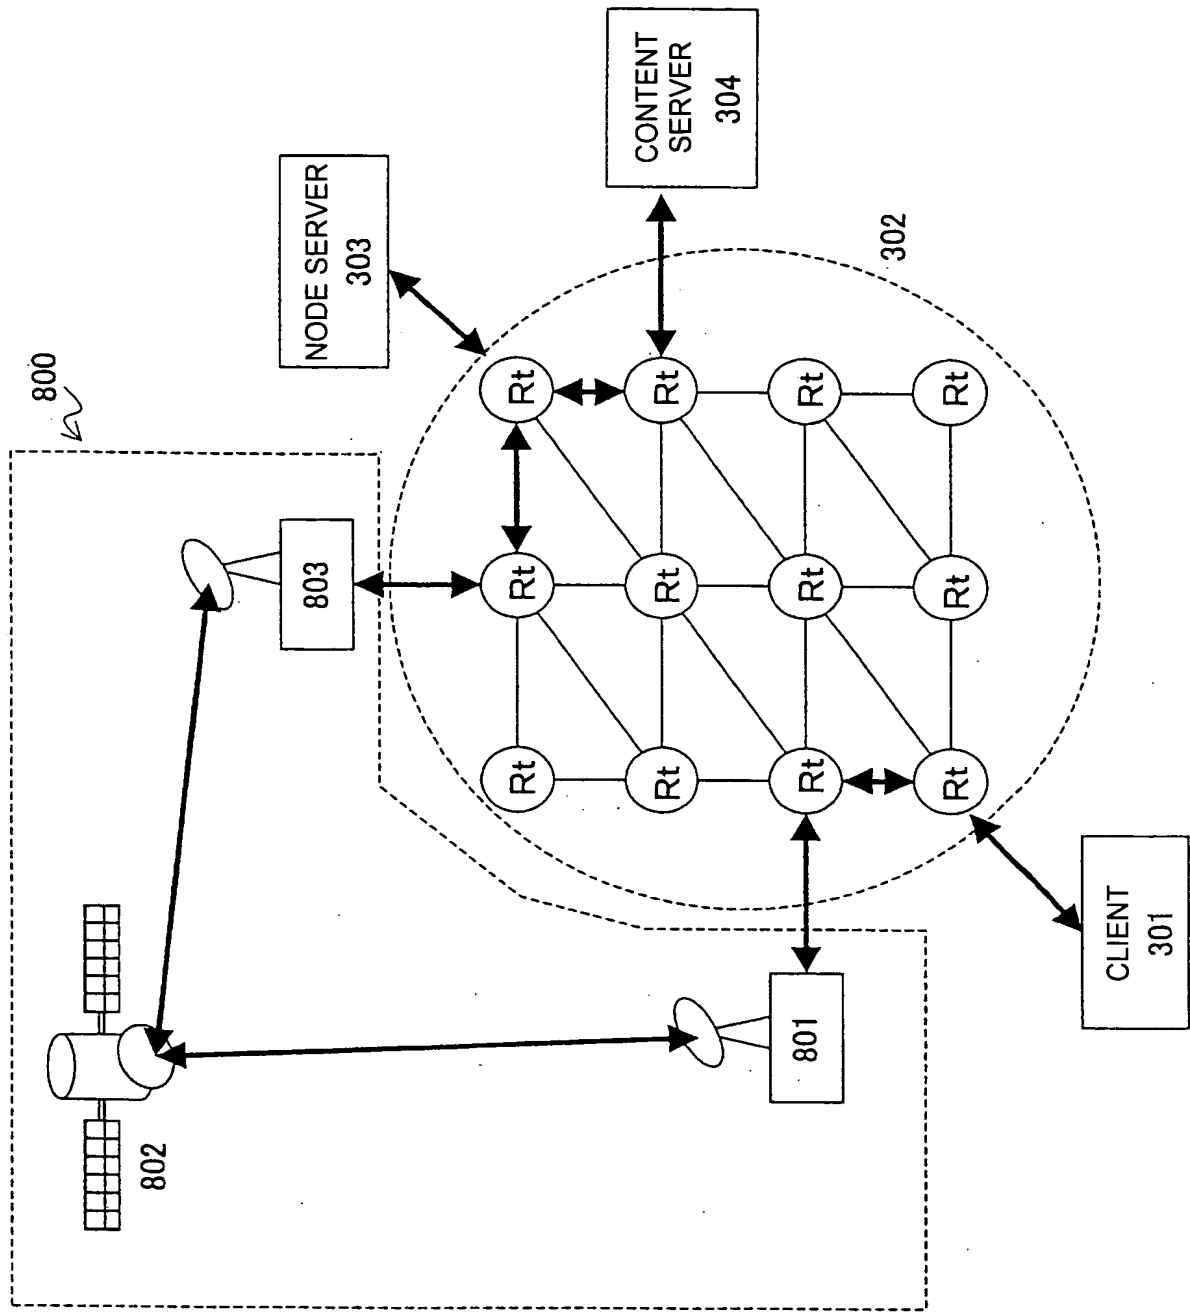 800
802
803
NODE SERVER
303
Rt
Rt
Rt
Rt
Rt
Rt
CONTENT
SERVER
304
801
Rt
Rt
Rt
302
Rt
Rt
Rt
CLIENT
301